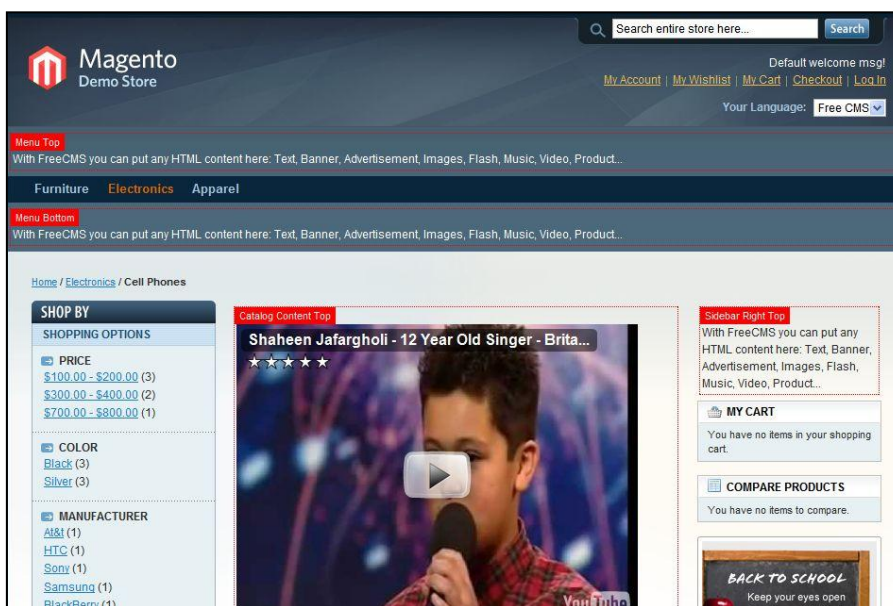 Search entire store here...
Search
Magento
Demo Store
Default welcome msg!
My Account | My Wishlist | My Cart | Checkout | Log In
Your Language: Free CMS
Menu Top
With FreeCMS you can put any HTML content here: Text, Banner, Advertisement, Images, Flash, Music, Video, Product...
Furniture Electronics Apparel
Menu Bottom
With FreeCMS you can put any HTML content here: Text, Banner, Advertisement, Images, Flash, Music, Video, Product...
Home / Electronics / Cell Phones
SHOP BY
SHOPPING OPTIONS
PRICE
$100.00 - $200.00 (3)
$300.00 - $400.00 (2)
$700.00 - $800.00 (1)
COLOR
Black (3)
Silver (3)
MANUFACTURER
At&t (1)
HTC (1)
Sony (1)
Samsung (1)
BlackBerry (1)
Catalog Content Top
Shaheen Jafargholi - 12 Year Old Singer - Brita...
YouTube
Sidebar Right Top
With FreeCMS you can put any
HTML content here: Text, Banner,
Advertisement, Images, Flash,
Music, Video, Product...
MY CART
You have no items in your shopping
cart.
COMPARE PRODUCTS
You have no items to compare.
BACK TO SCHOOL
Keep your eyes open